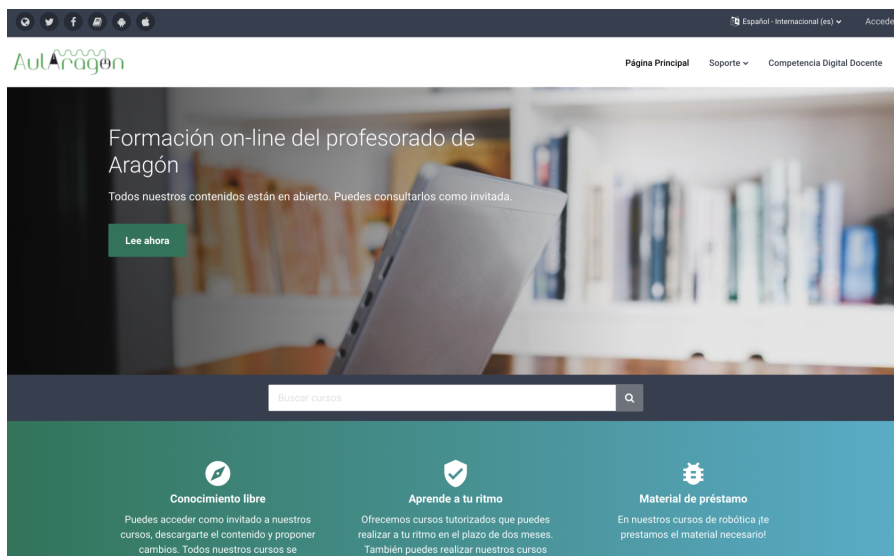 Español - Internacional (es)
Accede
AulAragón
Página Principal
Soporte
Competencia Digital Docente
Formación on-line del profesorado de
Aragón
Todos nuestros contenidos están en abierto. Puedes consultarlos como invitada.
Lee ahora
Buscar cursos
Conocimiento libre
Puedes acceder como invitado a nuestros
cursos, descargarte el contenido y proponer
cambios. Todos nuestros cursos se
Aprende a tu ritmo
Ofrecemos cursos tutorizados que puedes
realizar a tu ritmo en el plazo de dos meses.
También puedes realizar nuestros cursos
Material de préstamo
En nuestros cursos de robótica ¡te
prestamos el material necesario!